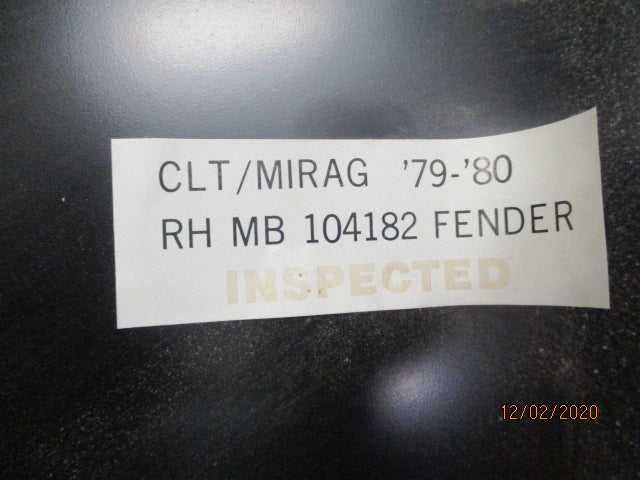 CLT/MIRAG '79-'80
RH MB 104182 FENDER
INSPECTED
12/02/2020